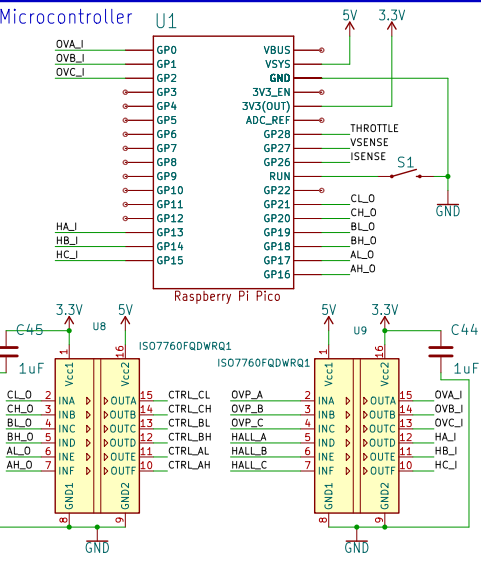 Microcontroller
U1
5V
3.3V
OVA_I GP0 VBUS
OVB_I GP1 VSYS
OVC_I GP2 GND
GP3 3V3_EN
GP4 3V3(OUT)
GP5 ADC_REF
GP6 GP28 THROTTLE
GP7 GP27 VSENSE
GP8 GP26 ISENSE
GP9 RUN S1
GP10 GP22
GP11 GP21 CL_O
GP12 GP20 CH_O
HA_I GP13 GP19 BL_O
HB_I GP14 GP18 BH_O
HC_I GP15 GP17 AL_O
GP16 AH_O
GND
Raspberry Pi Pico
C45
1uF
3.3V
U8
5V
ISO7760FQDWRQ1
1 Vcc1 16 Vcc2
CL_O 2 INA OUTA 15 CTRL_CL
CH_O 3 INB OUTB 14 CTRL_CH
BL_O 4 INC OUTC 13 CTRL_BL
BH_O 5 IND OUTD 12 CTRL_BH
AL_O 6 INE OUTE 11 CTRL_AL
AH_O 7 INF OUTF 10 CTRL_AH
GND1 8 GND2 9
GND
5V
U9
3.3V
C44
1uF
ISO7760FQDWRQ1
1 Vcc1 16 Vcc2
OVP_A 2 INA OUTA 15 OVA_I
OVP_B 3 INB OUTB 14 OVB_I
OVP_C 4 INC OUTC 13 OVC_I
HALL_A 5 IND OUTD 12 HA_I
HALL_B 6 INE OUTE 11 HB_I
HALL_C 7 INF OUTF 10 HC_I
GND1 8 GND2 9
GND